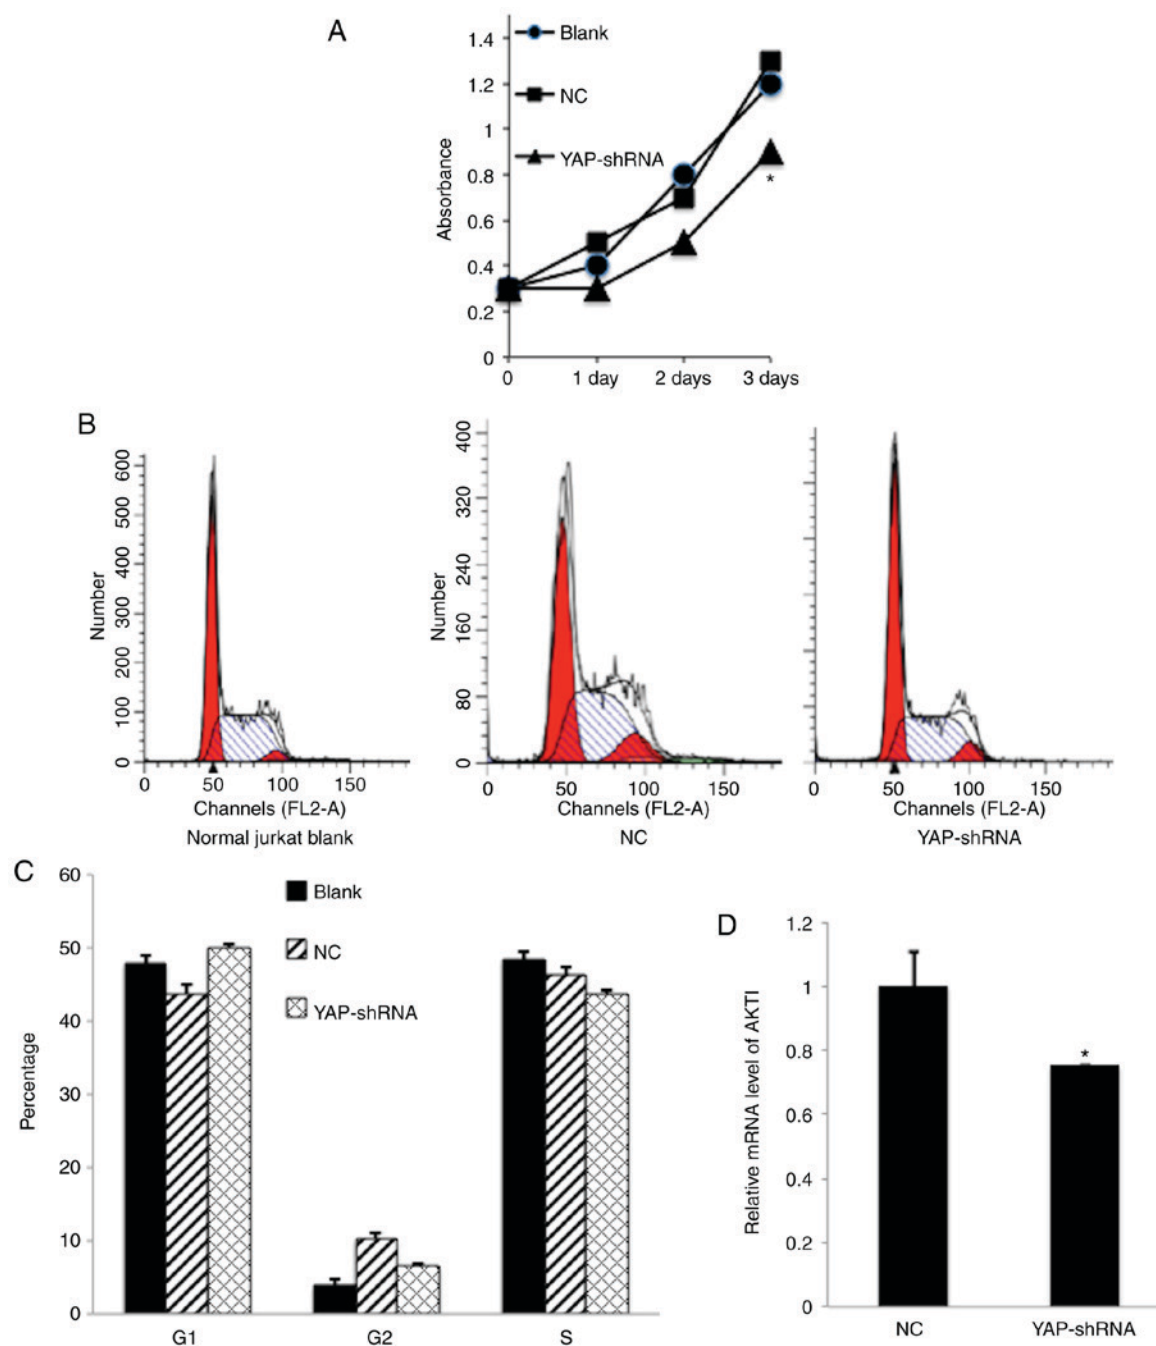 A
Blank
NC
YAP-shRNA
1.4
1.2
1
0.8
0.6
0.4
0.2
0
Absorbance
*
0 1 day 2 days 3 days
B
600
500
400
300
200
100
0
Number
0 50 100 150
Channels (FL2-A)
Normal jurkat blank
400
320
240
160
80
0
Number
0 50 100 150
Channels (FL2-A)
NC
0 50 100 150
Channels (FL2-A)
YAP-shRNA
C
60
50
40
30
20
10
0
Percentage
Blank
NC
YAP-shRNA
G1 G2 S
D
1.2
1
0.8
0.6
0.4
0.2
0
Relative mRNA level of AKTI
*
NC YAP-shRNA